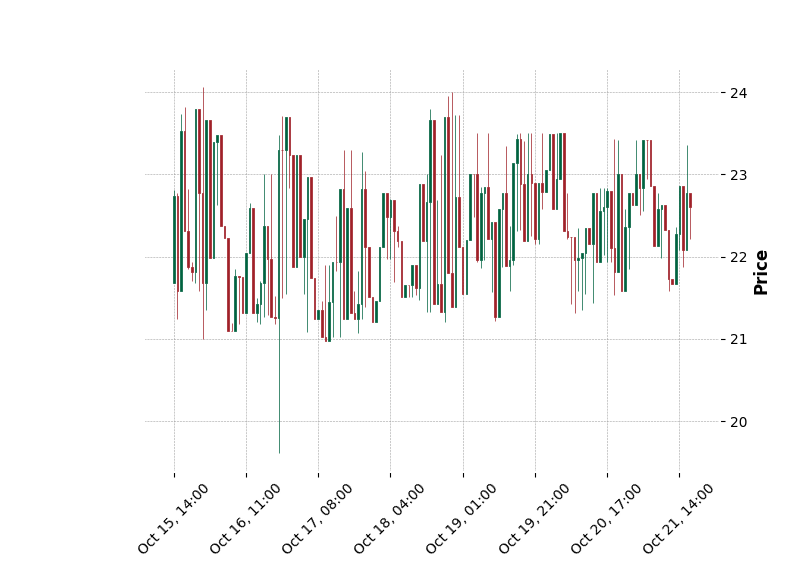 24
23
22
21
20
Price
Oct 15, 14:00
Oct 16, 11:00
Oct 17, 08:00
Oct 18, 04:00
Oct 19, 01:00
Oct 19, 21:00
Oct 20, 17:00
Oct 21, 14:00